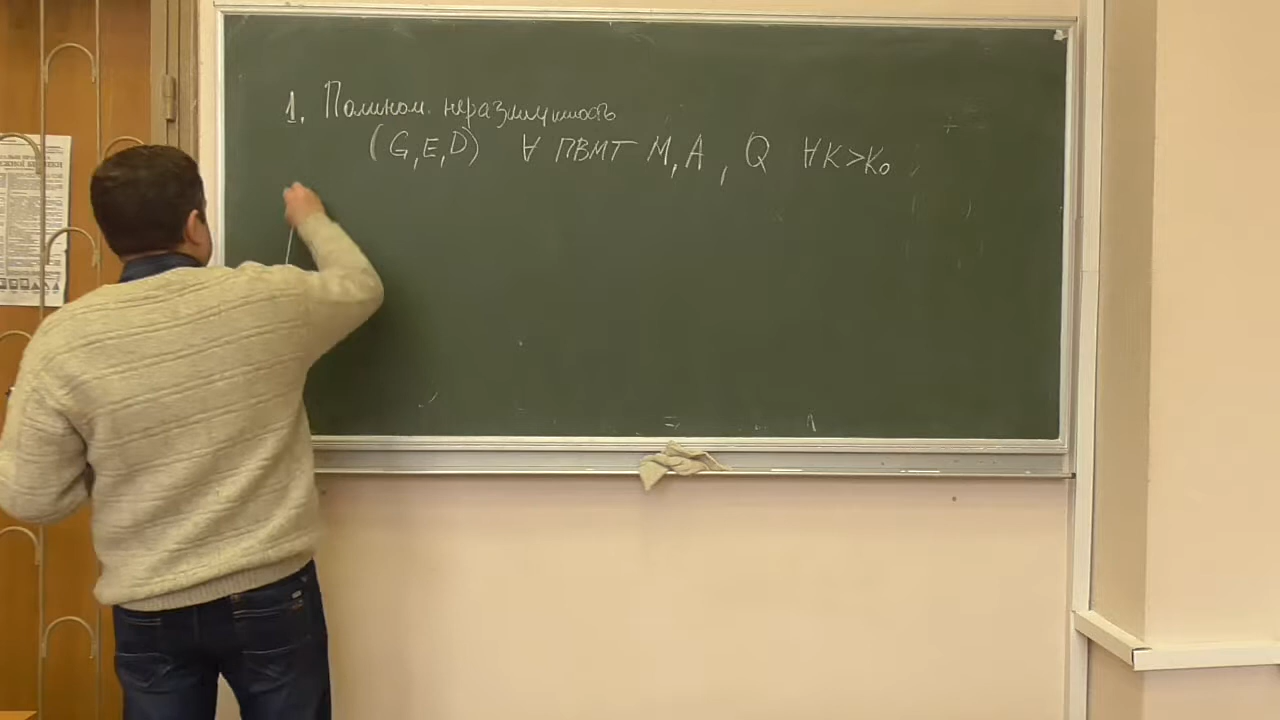 1. Полином. неразличимость
(G,E,D) ∀ ПВМТ M, A, Q ∀K>K₀